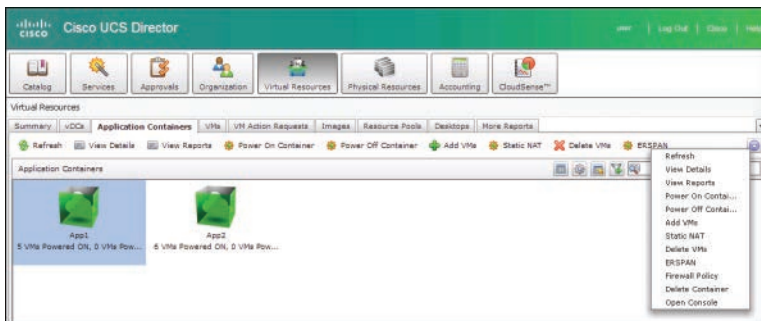 cisco Cisco UCS Director
user | Log Out | Cisco | Help
Catalog Services Approvals Organization Virtual Resources Physical Resources Accounting CloudSense™
Virtual Resources
Summary vDCs Application Containers VMs VM Action Requests Images Resource Pools Desktops More Reports
Refresh View Details View Reports Power On Container Power Off Container Add VMs Static NAT Delete VMs ERSPAN
Application Containers
App1
5 VMs Powered ON, 0 VMs Pow...
App2
6 VMs Powered ON, 0 VMs Pow...
Refresh
View Details
View Reports
Power On Contai...
Power Off Contai...
Add VMs
Static NAT
Delete VMs
ERSPAN
Firewall Policy
Delete Container
Open Console